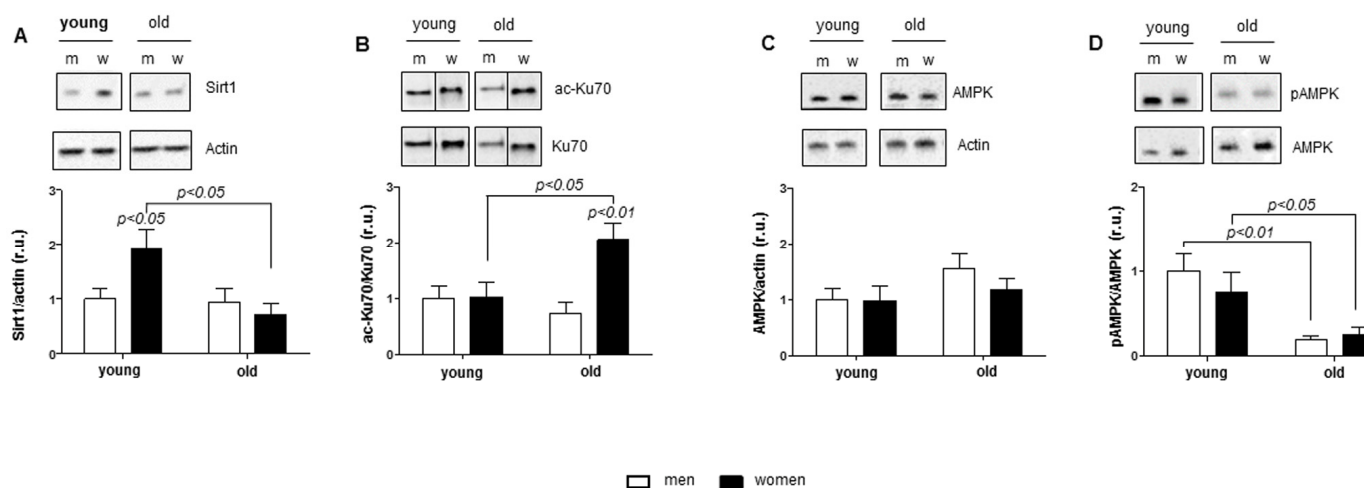 A
young
old
m
w
m
w
Sirt1
Actin
Sirt1/actin (r.u.)
3
2
1
0
p<0.05
p<0.05
young
old
B
young
old
m
w
m
w
ac-Ku70
Ku70
ac-Ku70/Ku70 (r.u.)
3
2
1
0
p<0.05
p<0.01
young
old
C
young
old
m
w
m
w
AMPK
Actin
AMPK/actin (r.u.)
3
2
1
0
young
old
D
young
old
m
w
m
w
pAMPK
AMPK
pAMPK/AMPK (r.u.)
2
1
0
p<0.05
p<0.01
young
old
men
women